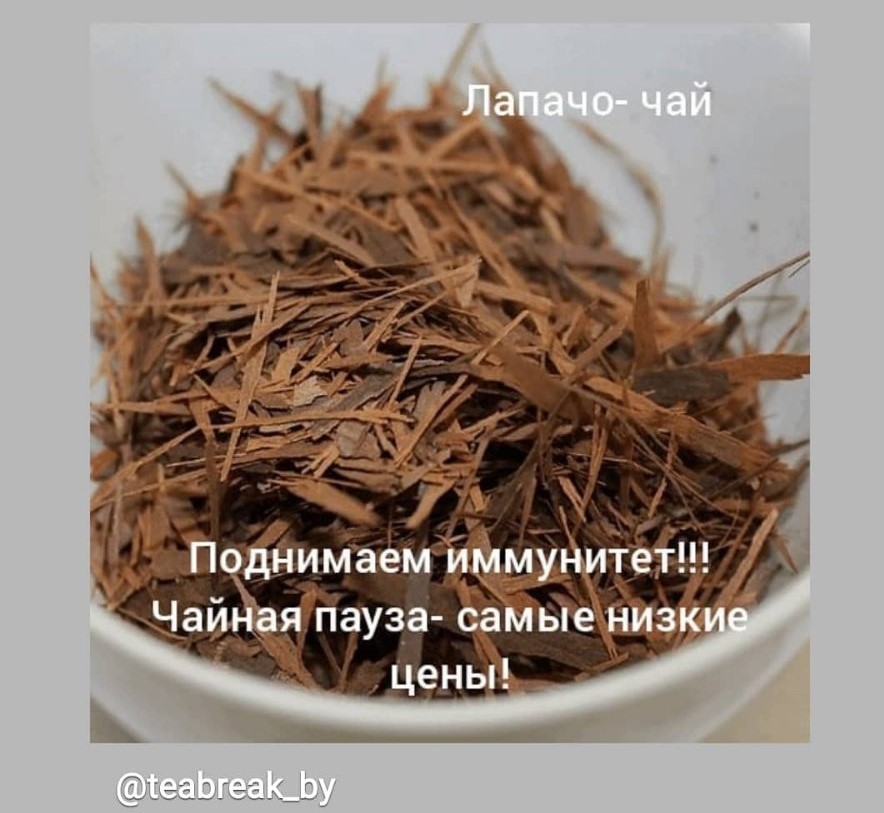 Лапачо- чай
Поднимаем иммунитет!!!
Чайная пауза- самые низкие
цены!
@teabreak_by